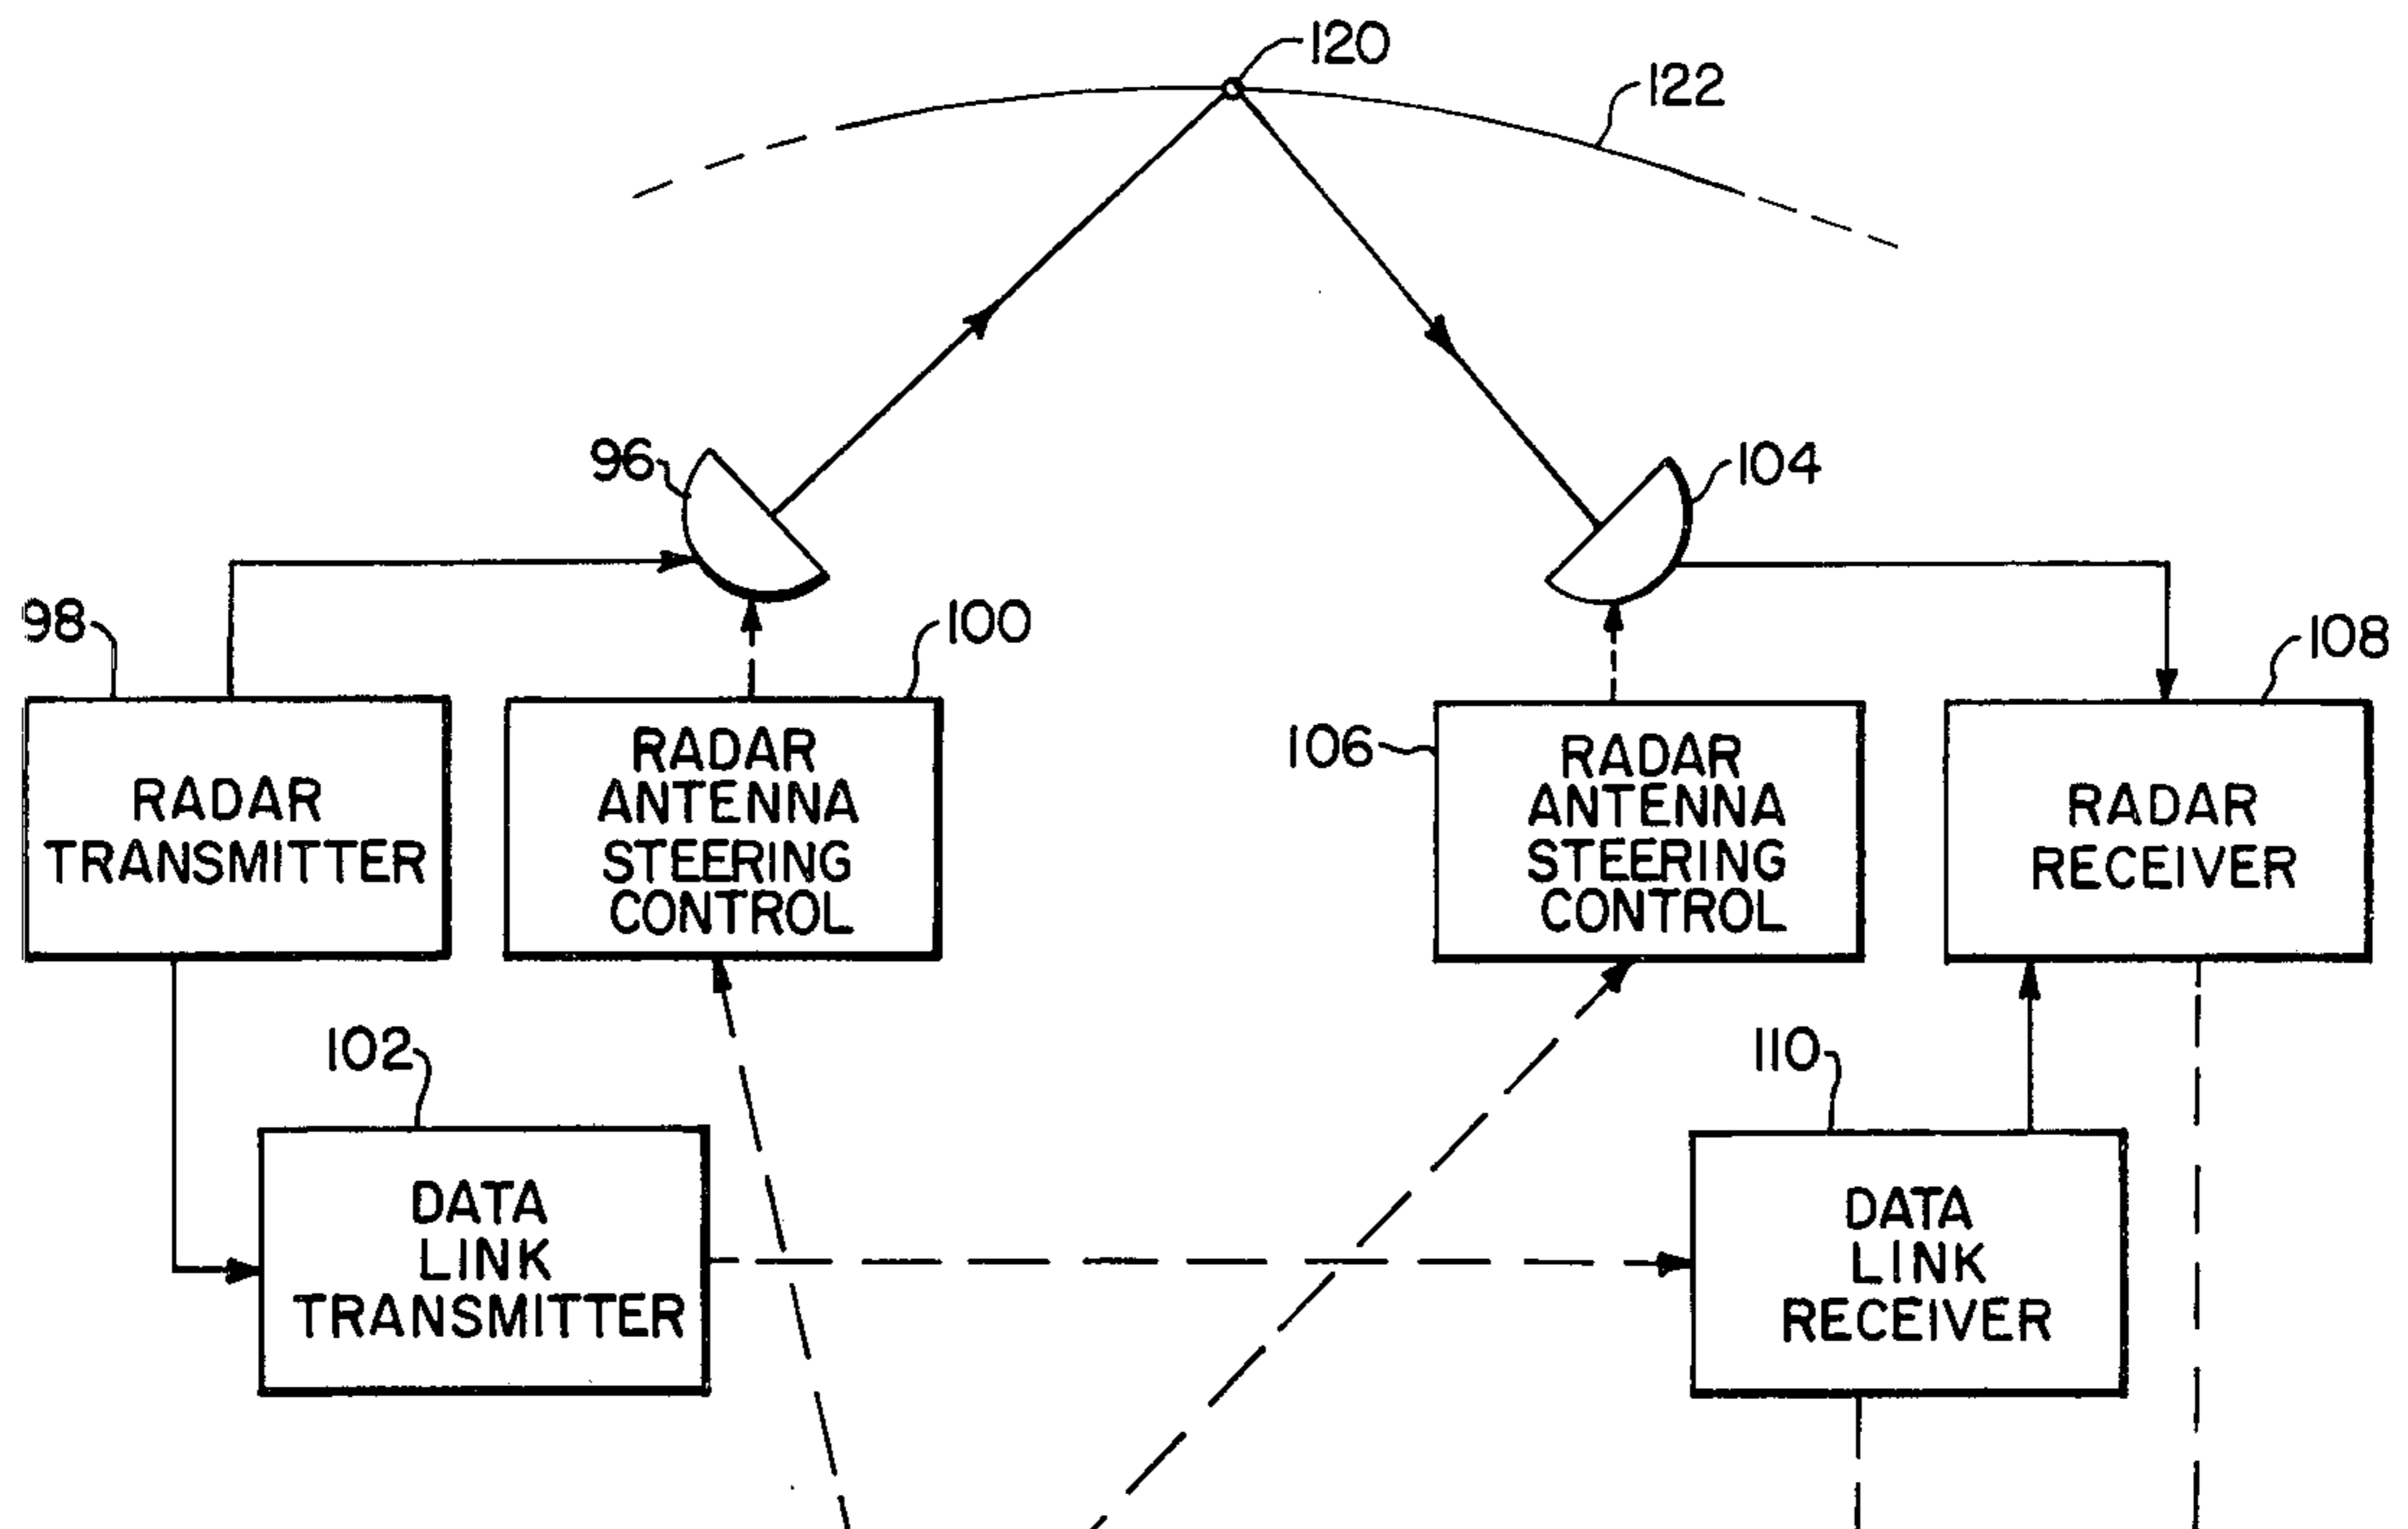 120
122
96
104
98
100
108
106
RADAR
TRANSMITTER
RADAR
ANTENNA
STEERING
CONTROL
RADAR
ANTENNA
STEERING
CONTROL
RADAR
RECEIVER
102
110
DATA
LINK
TRANSMITTER
DATA
LINK
RECEIVER